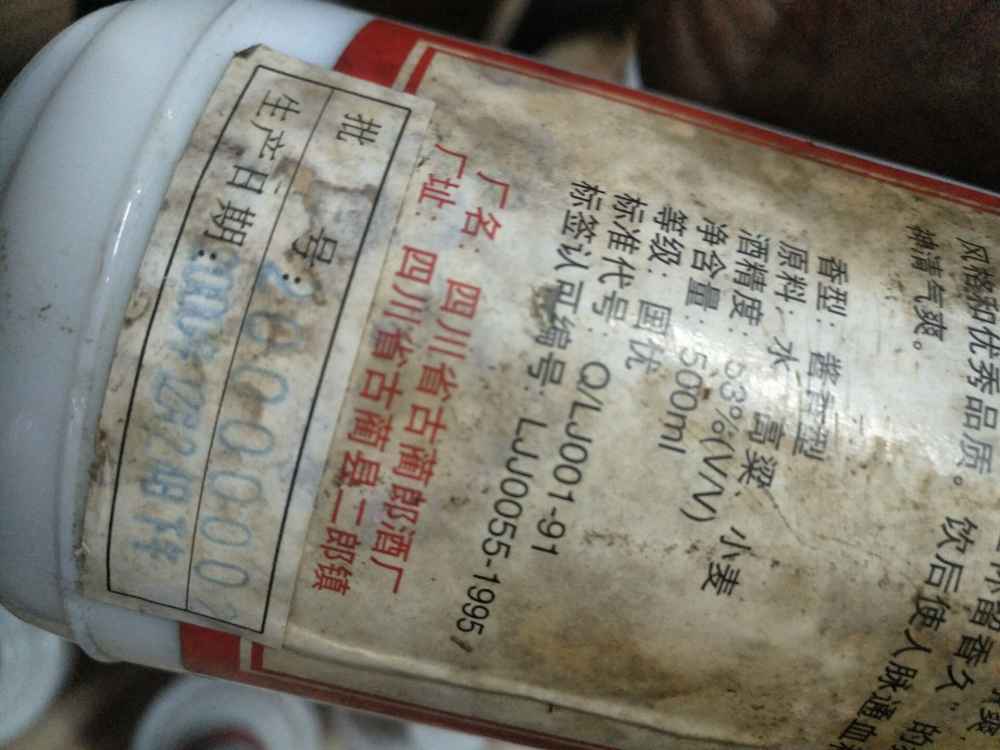 风格和优秀品质。饮后使人脉通血
神清气爽。
香型: 酱香型
原料: 水、高粱、小麦
酒精度: 53%(V/V)
净含量: 500ml
等级: 国优
标准代号: Q/LJ001-91
标签认可编号: LJJ0055-1995
厂名: 四川省古蔺郎酒厂
厂址: 四川省古蔺县二郎镇
批 号:
生产日期: